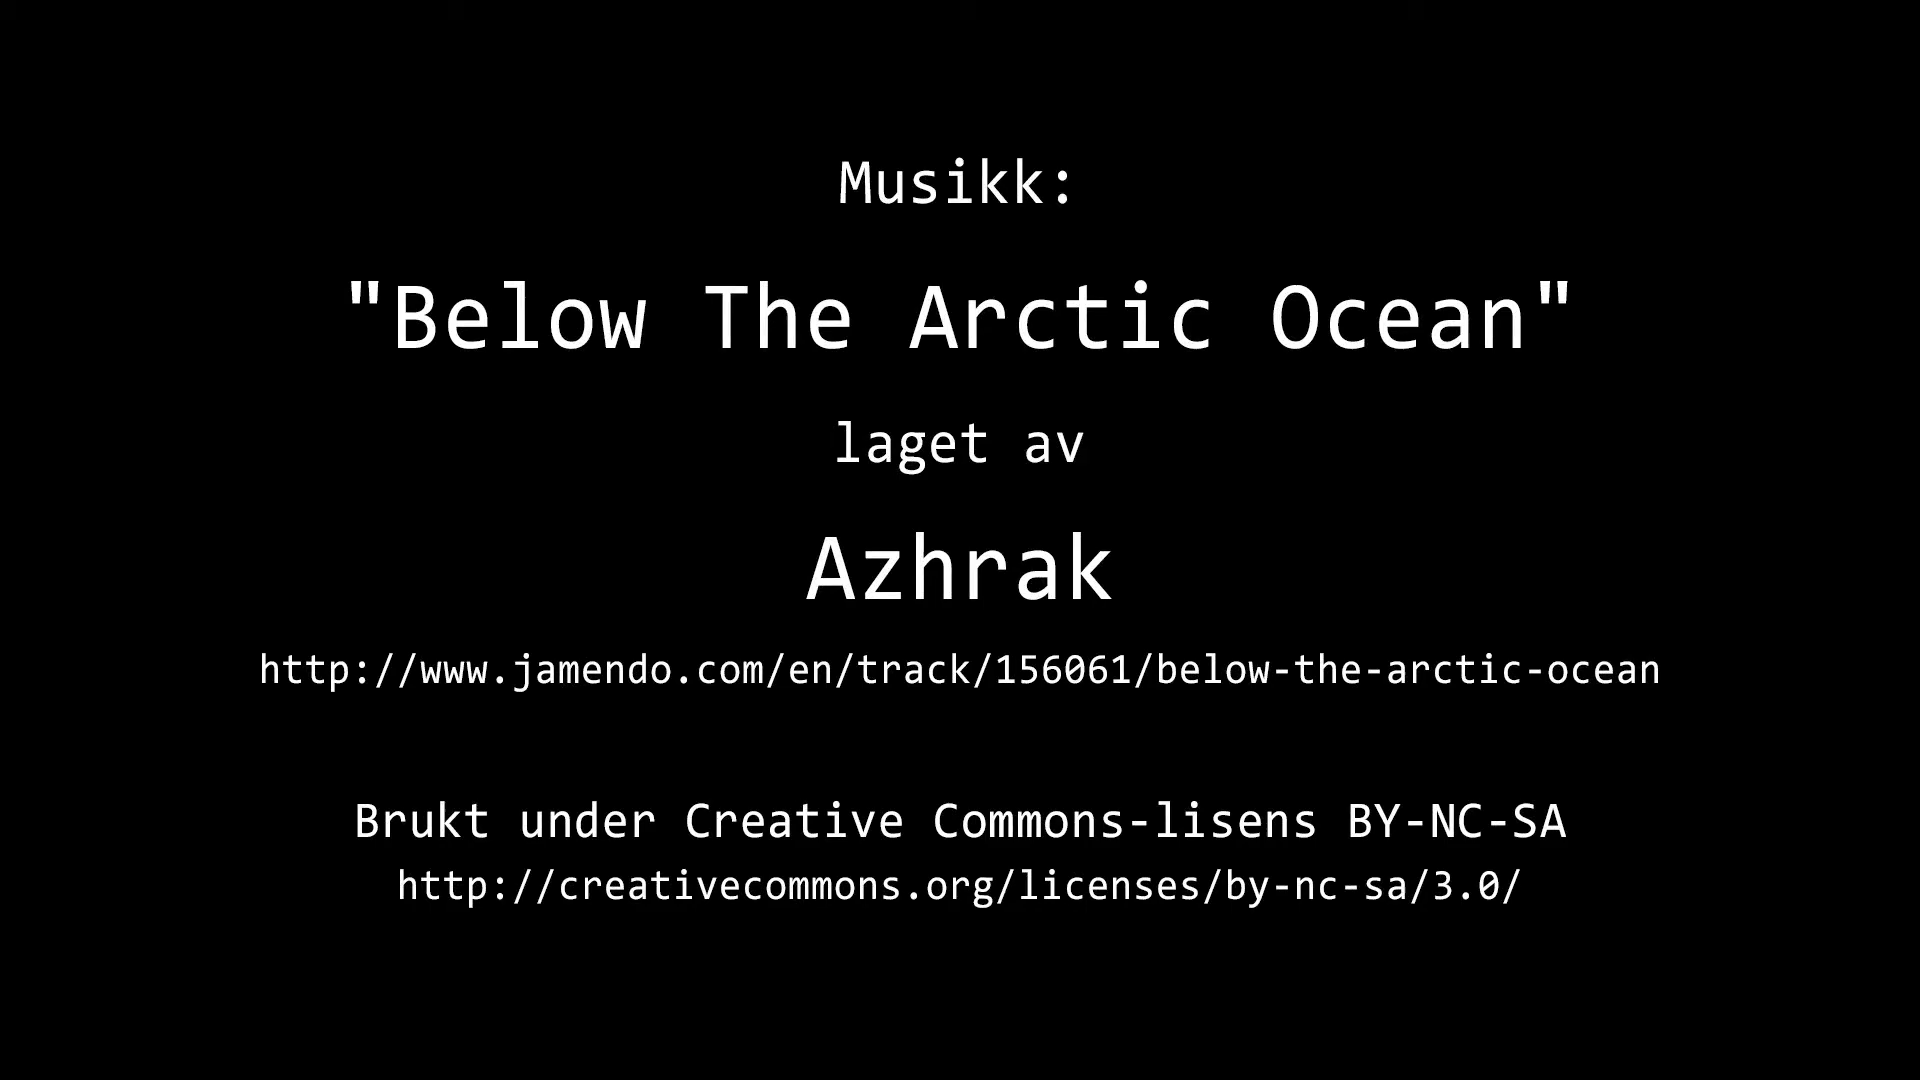 Musikk:
"Below The Arctic Ocean"
laget av
Azhrak
http://www.jamendo.com/en/track/156061/below-the-arctic-ocean
Brukt under Creative Commons-lisens BY-NC-SA
http://creativecommons.org/licenses/by-nc-sa/3.0/